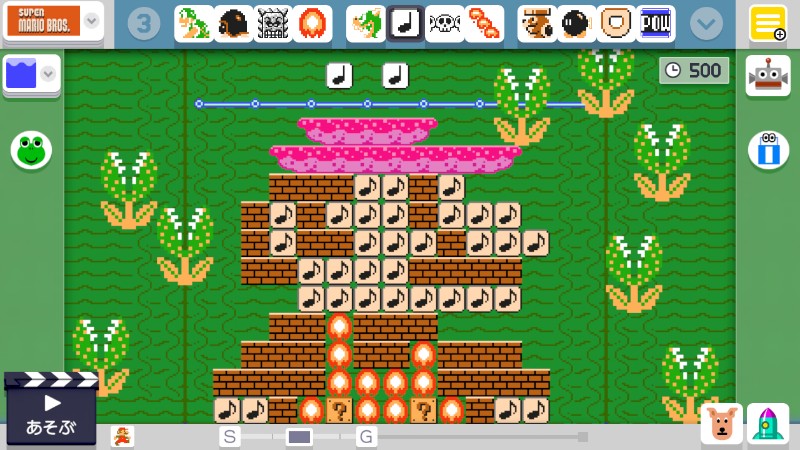 SUPER
MARIO BROS.
3
POW
500
? ?
あそぶ
S G